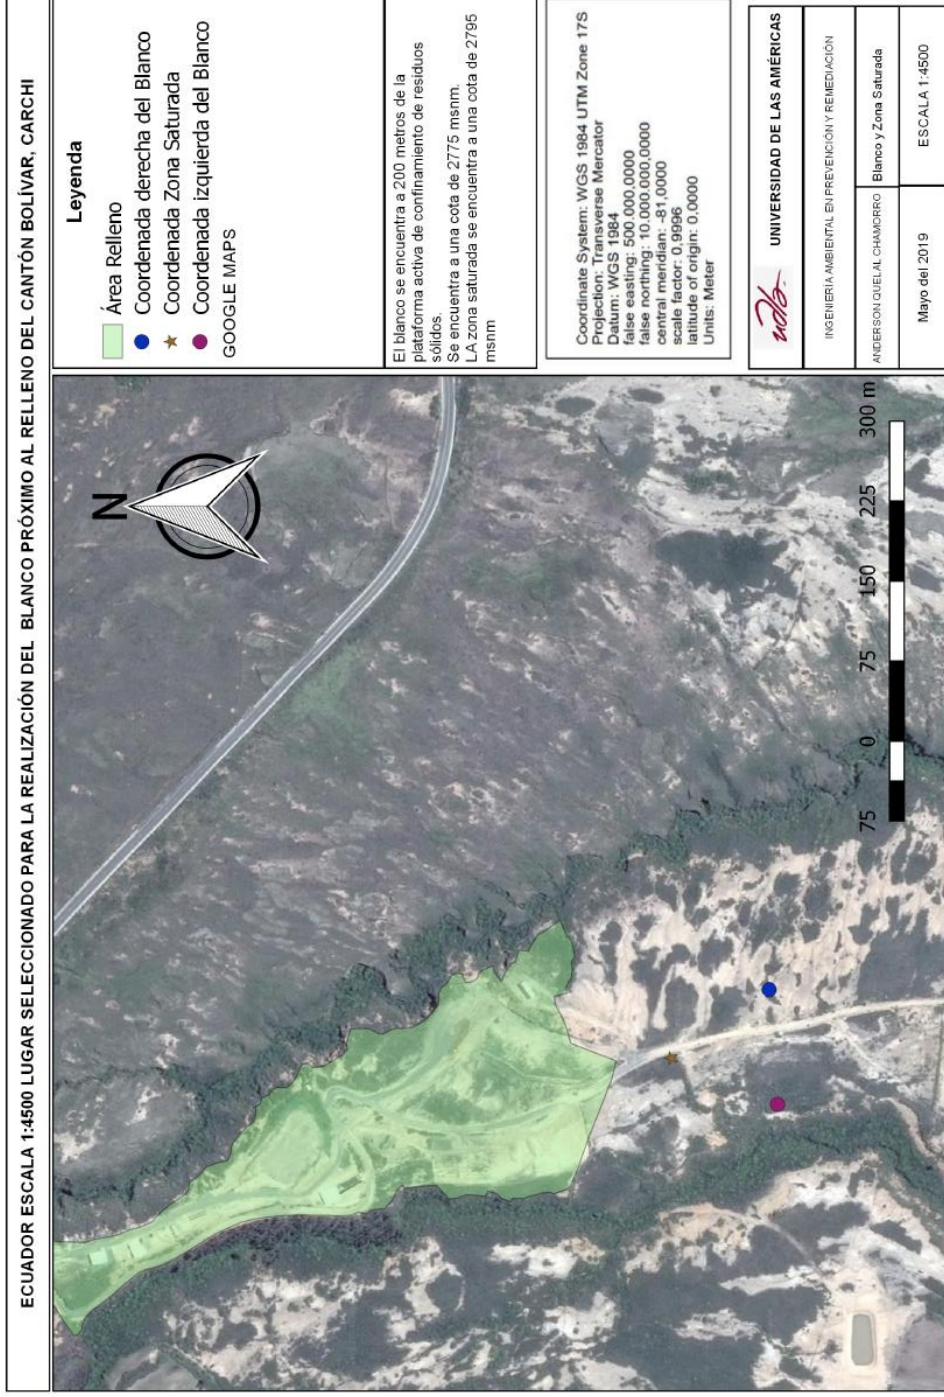 ECUADOR ESCALA 1:4500 LUGAR SELECCIONADO PARA LA REALIZACIÓN DEL BLANCO PRÓXIMO AL RELLENO DEL CANTÓN BOLÍVAR, CARCHI
N
75 0 75 150 225 300 m
Leyenda
Área Relleno
Coordenada derecha del Blanco
Coordenada Zona Saturada
Coordenada izquierda del Blanco
GOOGLE MAPS
El blanco se encuentra a 200 metros de la
plataforma activa de confinamiento de residuos
sólidos.
Se encuentra a una cota de 2775 msnm.
LA zona saturada se encuentra a una cota de 2795
msnm
Coordinate System: WGS 1984 UTM Zone 17S
Projection: Transverse Mercator
Datum: WGS 1984
false easting: 500.000,0000
false northing: 10.000.000,0000
central meridian: -81,0000
scale factor: 0,9996
latitude of origin: 0,0000
Units: Meter
udla
UNIVERSIDAD DE LAS AMÉRICAS
INGENIERÍA AMBIENTAL EN PREVENCIÓN Y REMEDIACIÓN
ANDERSON QUELAL CHAMORRO
Blanco y Zona Saturada
Mayo del 2019
ESCALA 1:4500